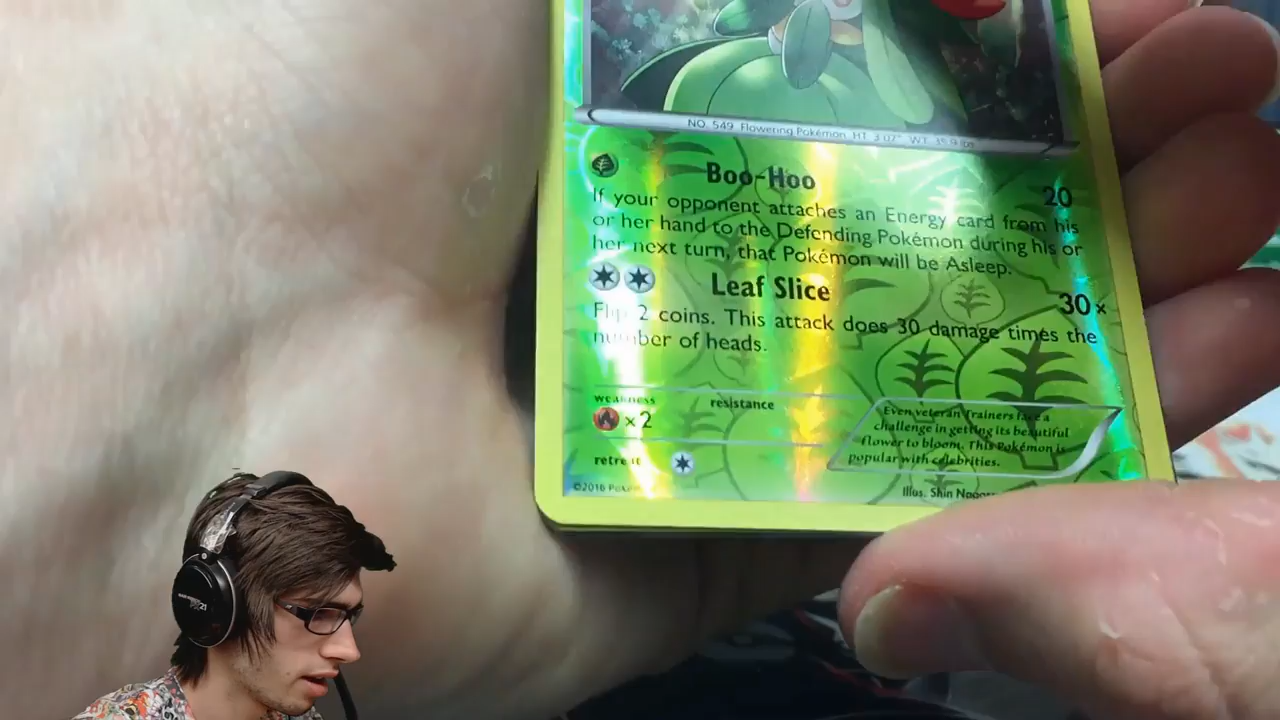 NO. 549 Flowering Pokémon HT. 3'07" WT. 35.9 lbs.
Boo-Hoo
20
If your opponent attaches an Energy card from his
or her hand to the Defending Pokémon during his or
her next turn, that Pokémon will be Asleep.
Leaf Slice
30×
Flip 2 coins. This attack does 30 damage times the
number of heads.
weakness
resistance
×2
Even veteran Trainers face a
challenge in getting its beautiful
flower to bloom. This Pokémon is
popular with celebrities.
retreat
©2016
Illus. Shin